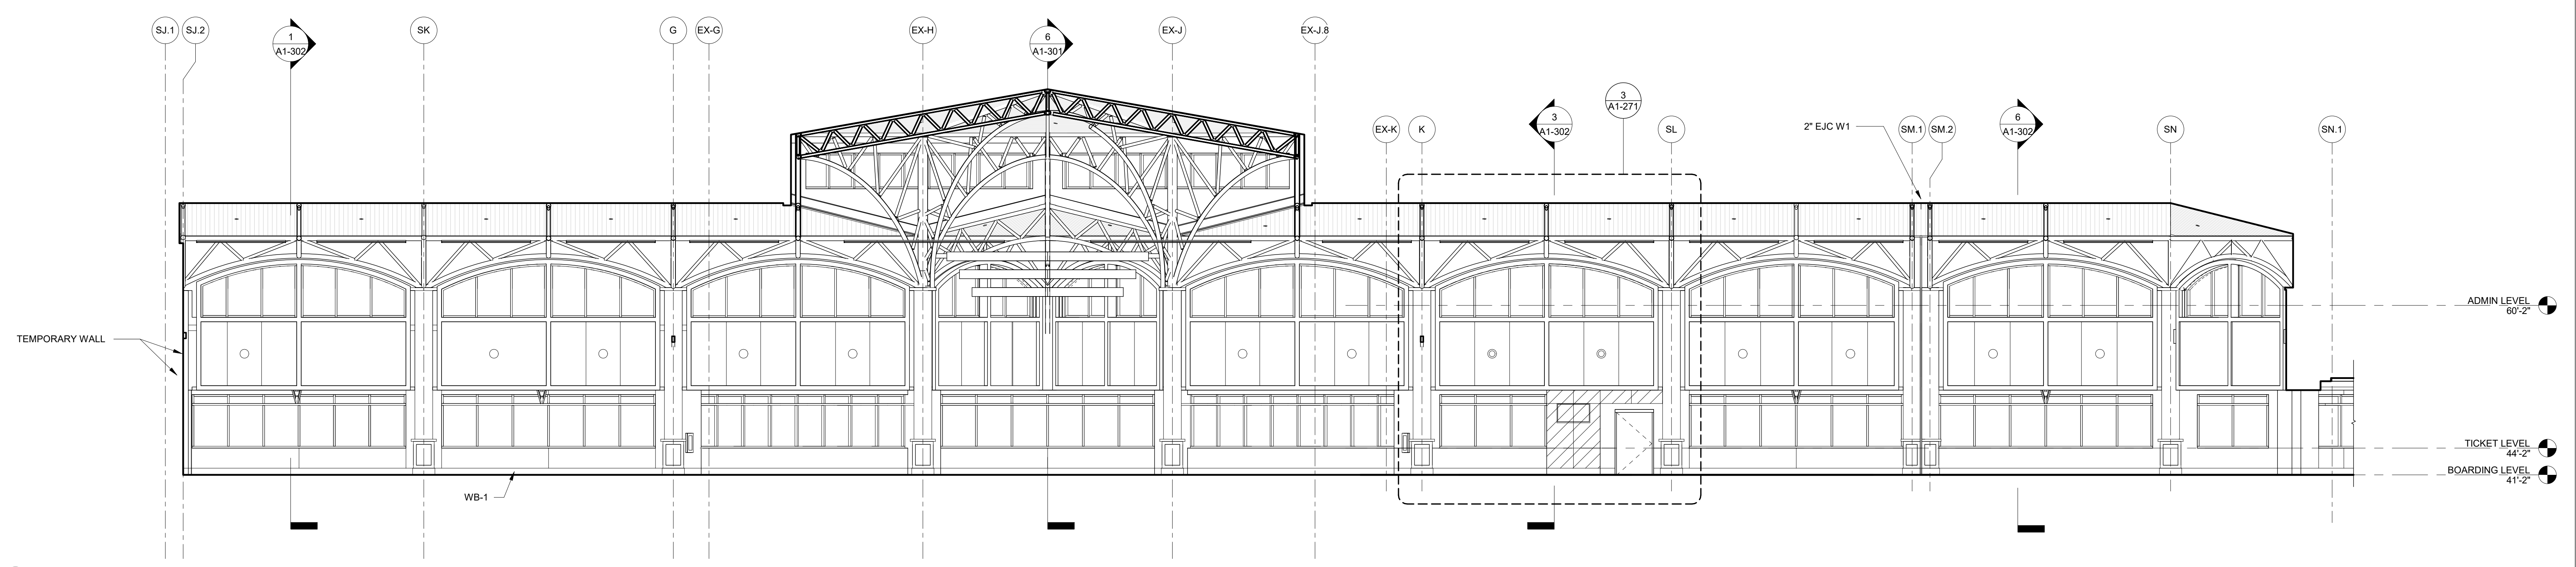 SJ.1
SJ.2
1
A1-302
SK
G
EX-G
EX-H
6
A1-301
EX-J
EX-J.8
EX-K
K
3
A1-302
3
A1-271
SL
2" EJC W1
SM.1
SM.2
6
A1-302
SN
SN.1
ADMIN LEVEL
60'-2"
TEMPORARY WALL
TICKET LEVEL
44'-2"
BOARDING LEVEL
41'-2"
WB-1